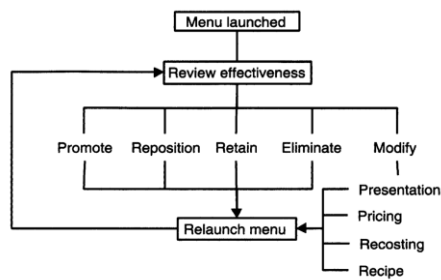 Menu launched
Review effectiveness
Promote Reposition Retain Eliminate Modify
Presentation
Pricing
Relaunch menu
Recosting
Recipe